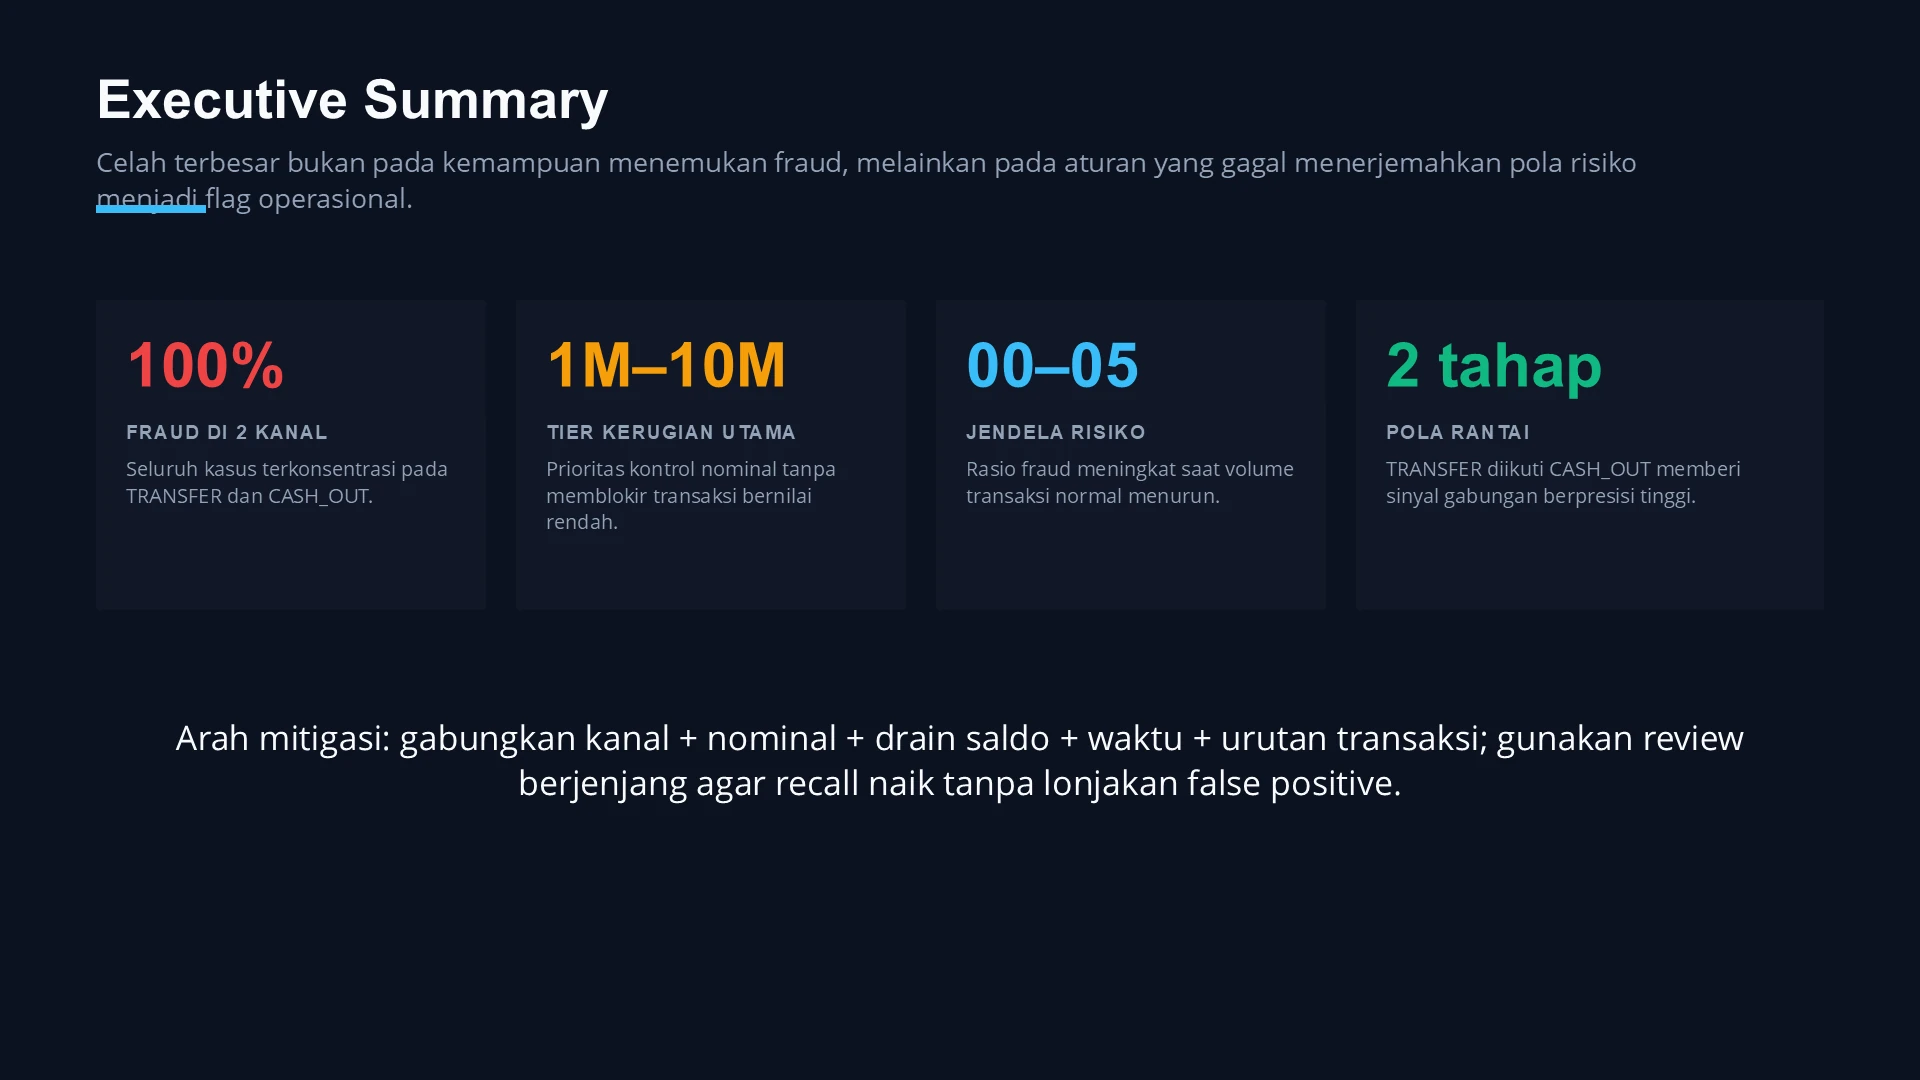 Executive Summary
Celah terbesar bukan pada kemampuan menemukan fraud, melainkan pada aturan yang gagal menerjemahkan pola risiko
menjadi flag operasional.
100%
FRAUD DI 2 KANAL
Seluruh kasus terkonsentrasi pada
TRANSFER dan CASH_OUT.
1M–10M
TIER KERUGIAN UTAMA
Prioritas kontrol nominal tanpa
memblokir transaksi bernilai
rendah.
00–05
JENDELA RISIKO
Rasio fraud meningkat saat volume
transaksi normal menurun.
2 tahap
POLA RANTAI
TRANSFER diikuti CASH_OUT memberi
sinyal gabungan berpresisi tinggi.
Arah mitigasi: gabungkan kanal + nominal + drain saldo + waktu + urutan transaksi; gunakan review
berjenjang agar recall naik tanpa lonjakan false positive.